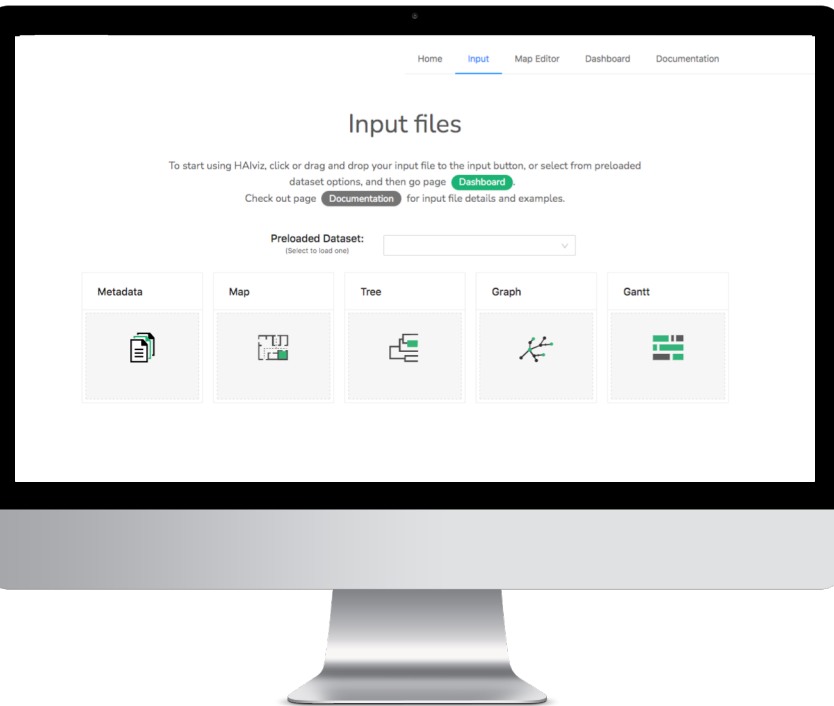 Home Input Map Editor Dashboard Documentation
Input files
To start using HAIviz, click or drag and drop your input file to the input button, or select from preloaded
dataset options, and then go page Dashboard.
Check out page Documentation for input file details and examples.
Preloaded Dataset:
(Select to load one)
Metadata Map Tree Graph Gantt